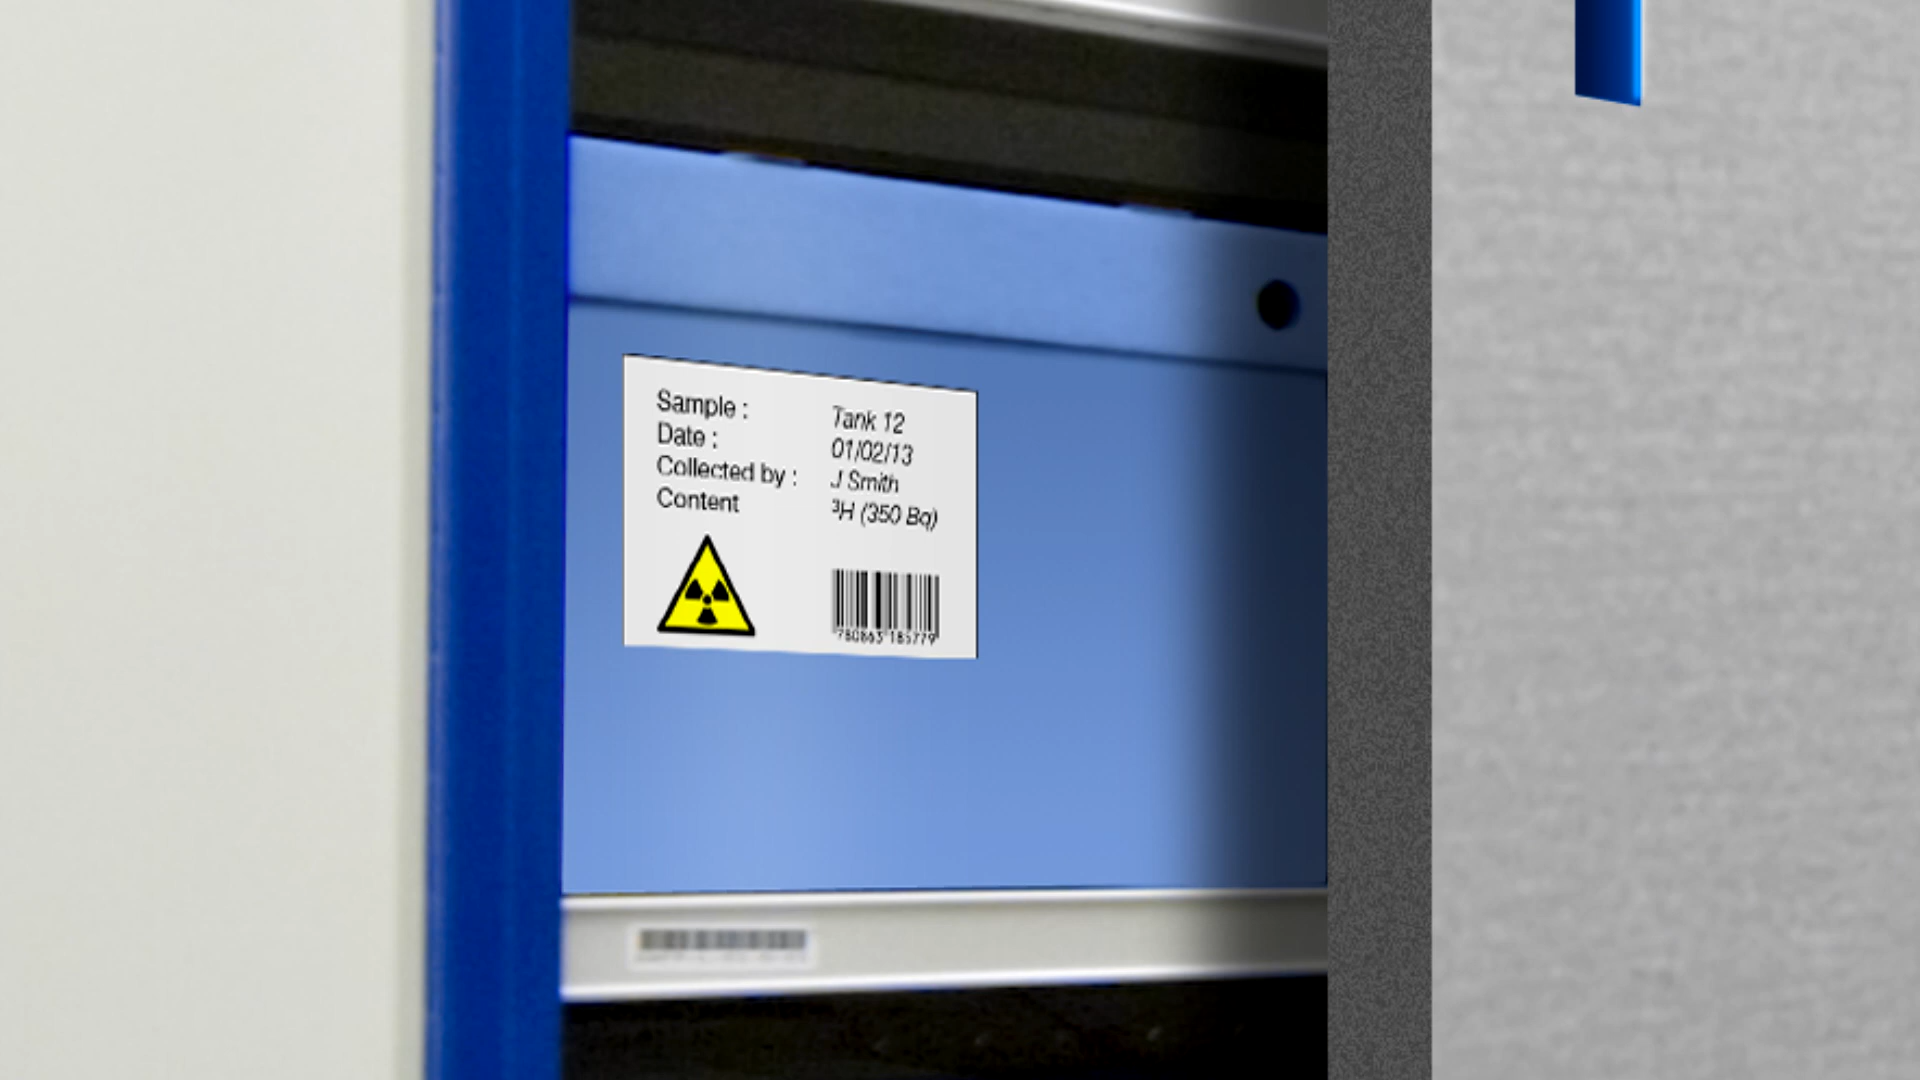 Sample : Tank 12
Date : 01/02/13
Collected by : J Smith
Content ³H (350 Bq)